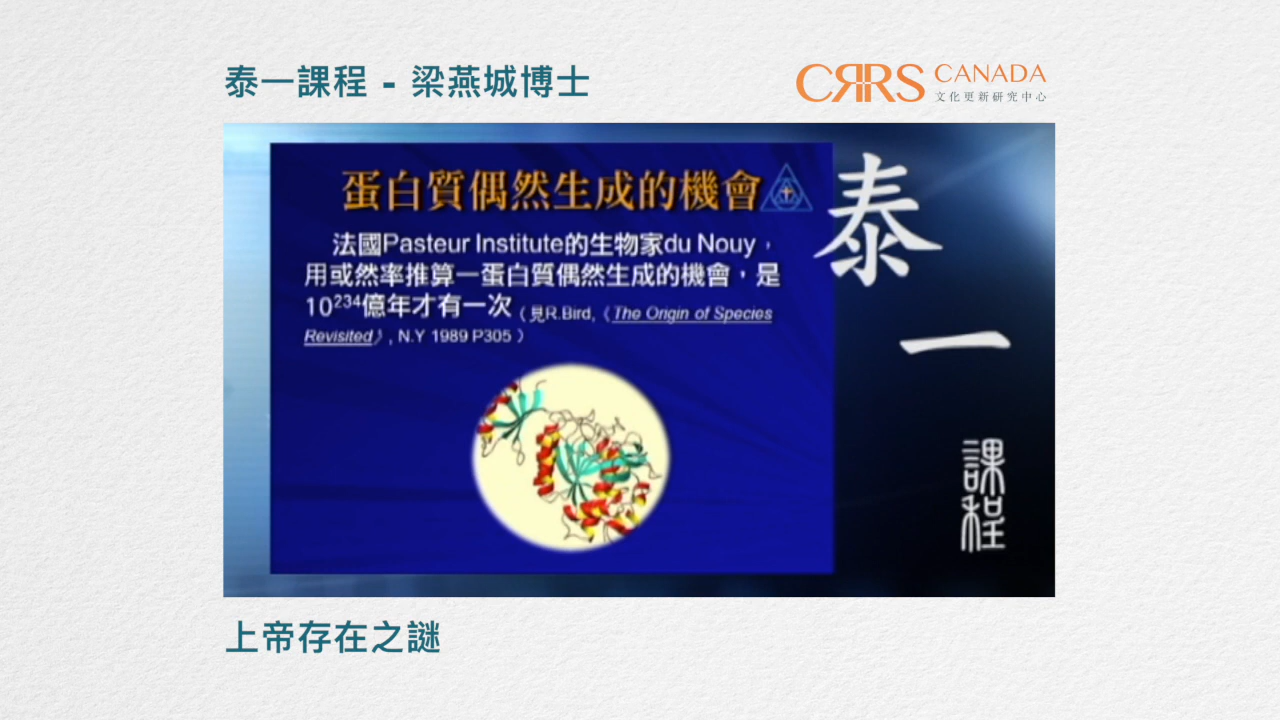 泰一課程 - 梁燕城博士
CRRS CANADA
文化更新研究中心
蛋白質偶然生成的機會
法國Pasteur Institute的生物家du Nouy，
用或然率推算一蛋白質偶然生成的機會，是
10²³⁴億年才有一次（見R.Bird,《The Origin of Species
Revisited》, N.Y 1989 P305 ）
泰一
課程
上帝存在之謎